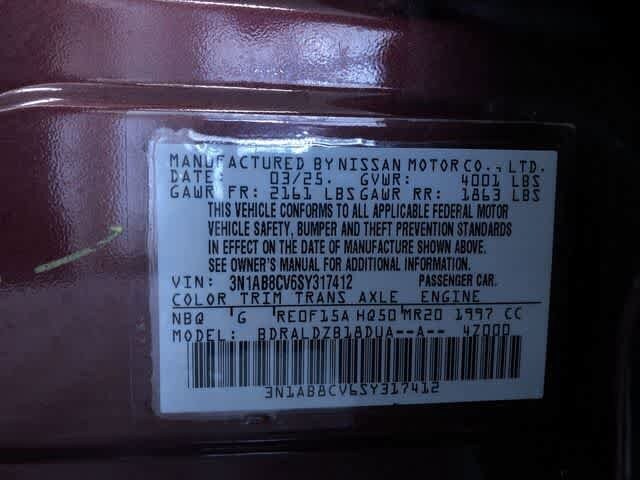 MANUFACTURED BY NISSAN MOTOR CO., LTD.
DATE: 03/25. GVWR: 4001 LBS
GAWR FR: 2161 LBS GAWR RR: 1863 LBS
THIS VEHICLE CONFORMS TO ALL APPLICABLE FEDERAL MOTOR
VEHICLE SAFETY, BUMPER AND THEFT PREVENTION STANDARDS
IN EFFECT ON THE DATE OF MANUFACTURE SHOWN ABOVE.
SEE OWNER'S MANUAL FOR ADDITIONAL INFORMATION.
VIN: 3N1AB8CV6SY317412 PASSENGER CAR.
COLOR TRIM TRANS AXLE ENGINE
NBQ G RE0F15A HQ50 MR20 1997 CC
MODEL: BDRALDZB18DUA--A-- 47000
3N1AB8CV6SY317412